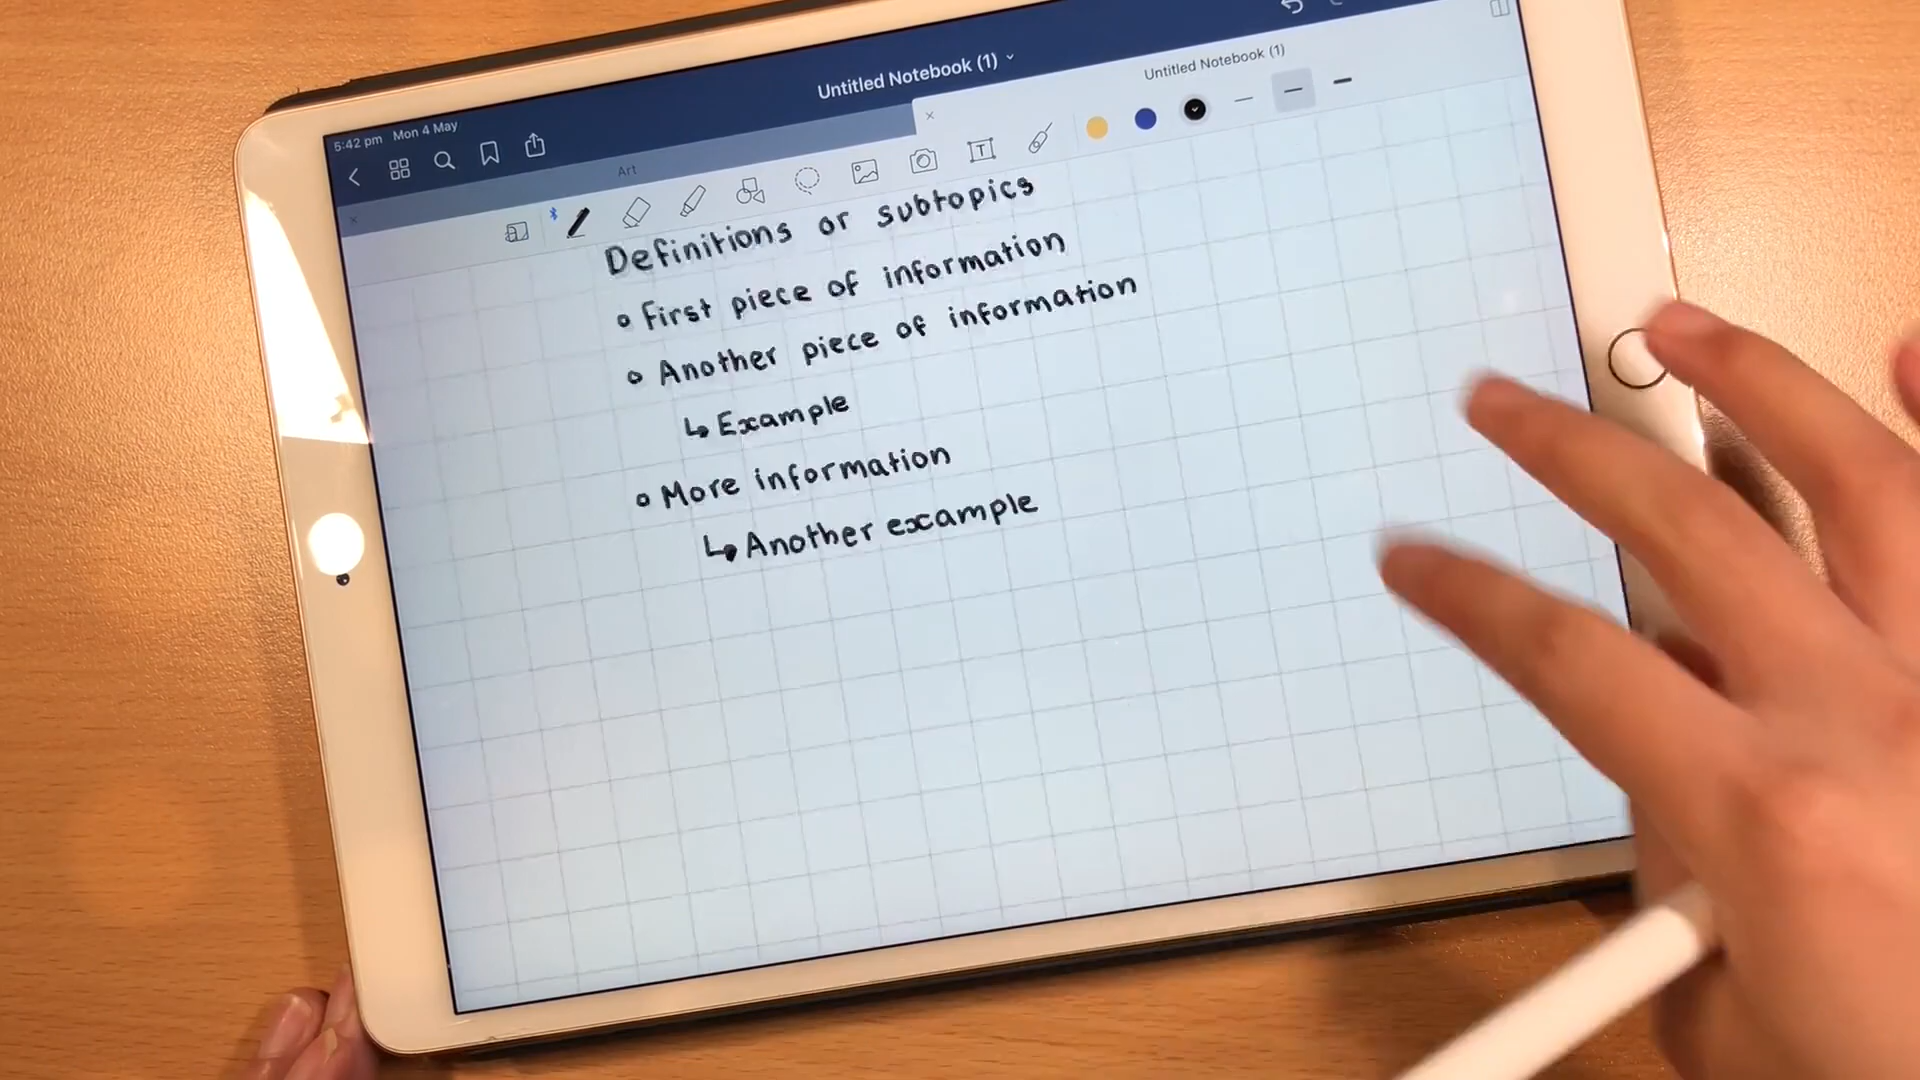 5:42 pm Mon 4 May
Untitled Notebook (1)
Art
Untitled Notebook (1)
Definitions or subtopics
First piece of information
Another piece of information
↳ Example
More information
↳ Another example